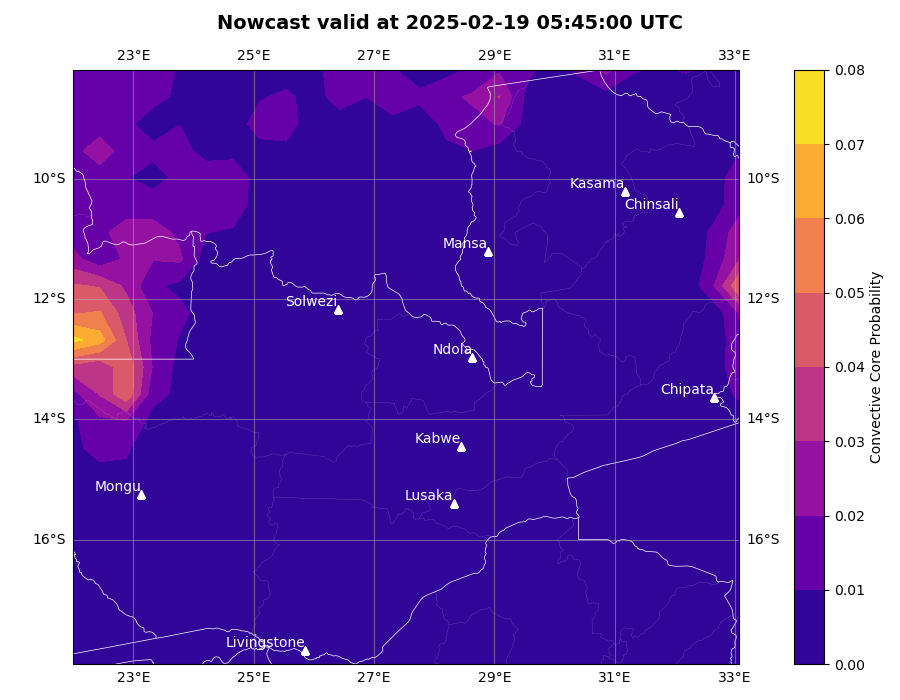 Nowcast valid at 2025-02-19 05:45:00 UTC
23°E 25°E 27°E 29°E 31°E 33°E
0.08
0.07
0.06
0.05
0.04
0.03
0.02
0.01
0.00
Convective Core Probability
10°S 10°S
12°S 12°S
14°S 14°S
16°S 16°S
Kasama
Chinsali
Mansa
Solwezi
Ndola
Chipata
Kabwe
Mongu
Lusaka
Livingstone
23°E 25°E 27°E 29°E 31°E 33°E